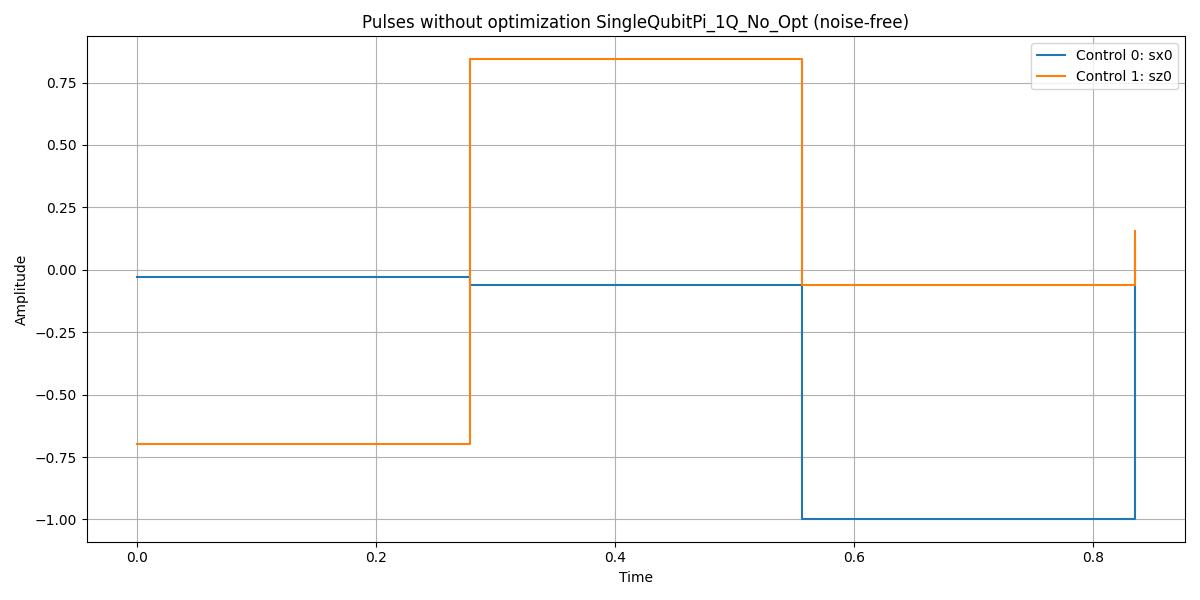 Pulses without optimization SingleQubitPi_1Q_No_Opt (noise-free)
Control 0: sx0
Control 1: sz0
Amplitude
0.75
0.50
0.25
0.00
−0.25
−0.50
−0.75
−1.00
0.0 0.2 0.4 0.6 0.8
Time